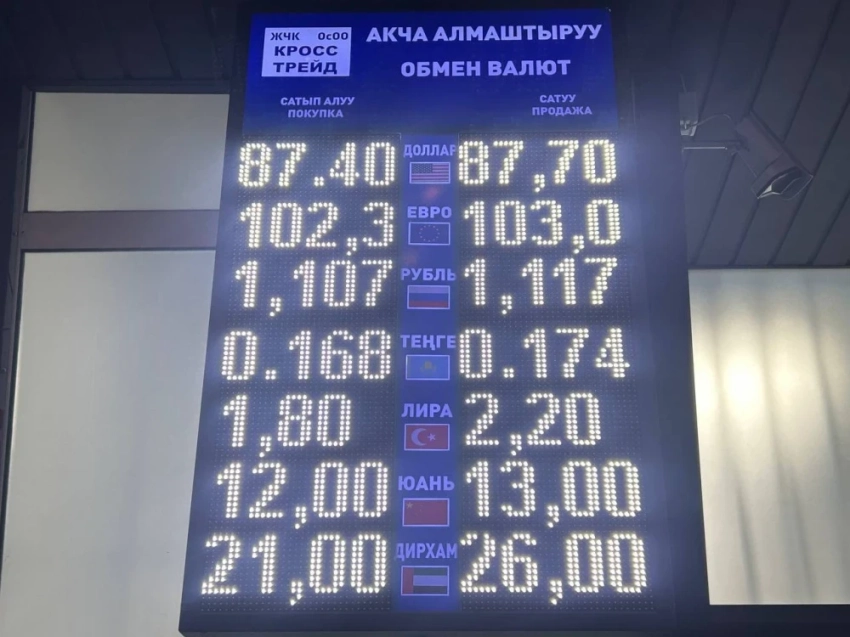 ЖЧК ОсОО
КРОСС
ТРЕЙД
АКЧА АЛМАШТЫРУУ
ОБМЕН ВАЛЮТ
САТЫП АЛУУ САТУУ
ПОКУПКА ПРОДАЖА
87.40 ДОЛЛАР 87,70
102,3 ЕВРО 103,0
1,107 РУБЛЬ 1,117
0.168 ТЕҢГЕ 0.174
1,80 ЛИРА 2,20
12,00 ЮАНЬ 13,00
21,00 ДИРХАМ 26,00